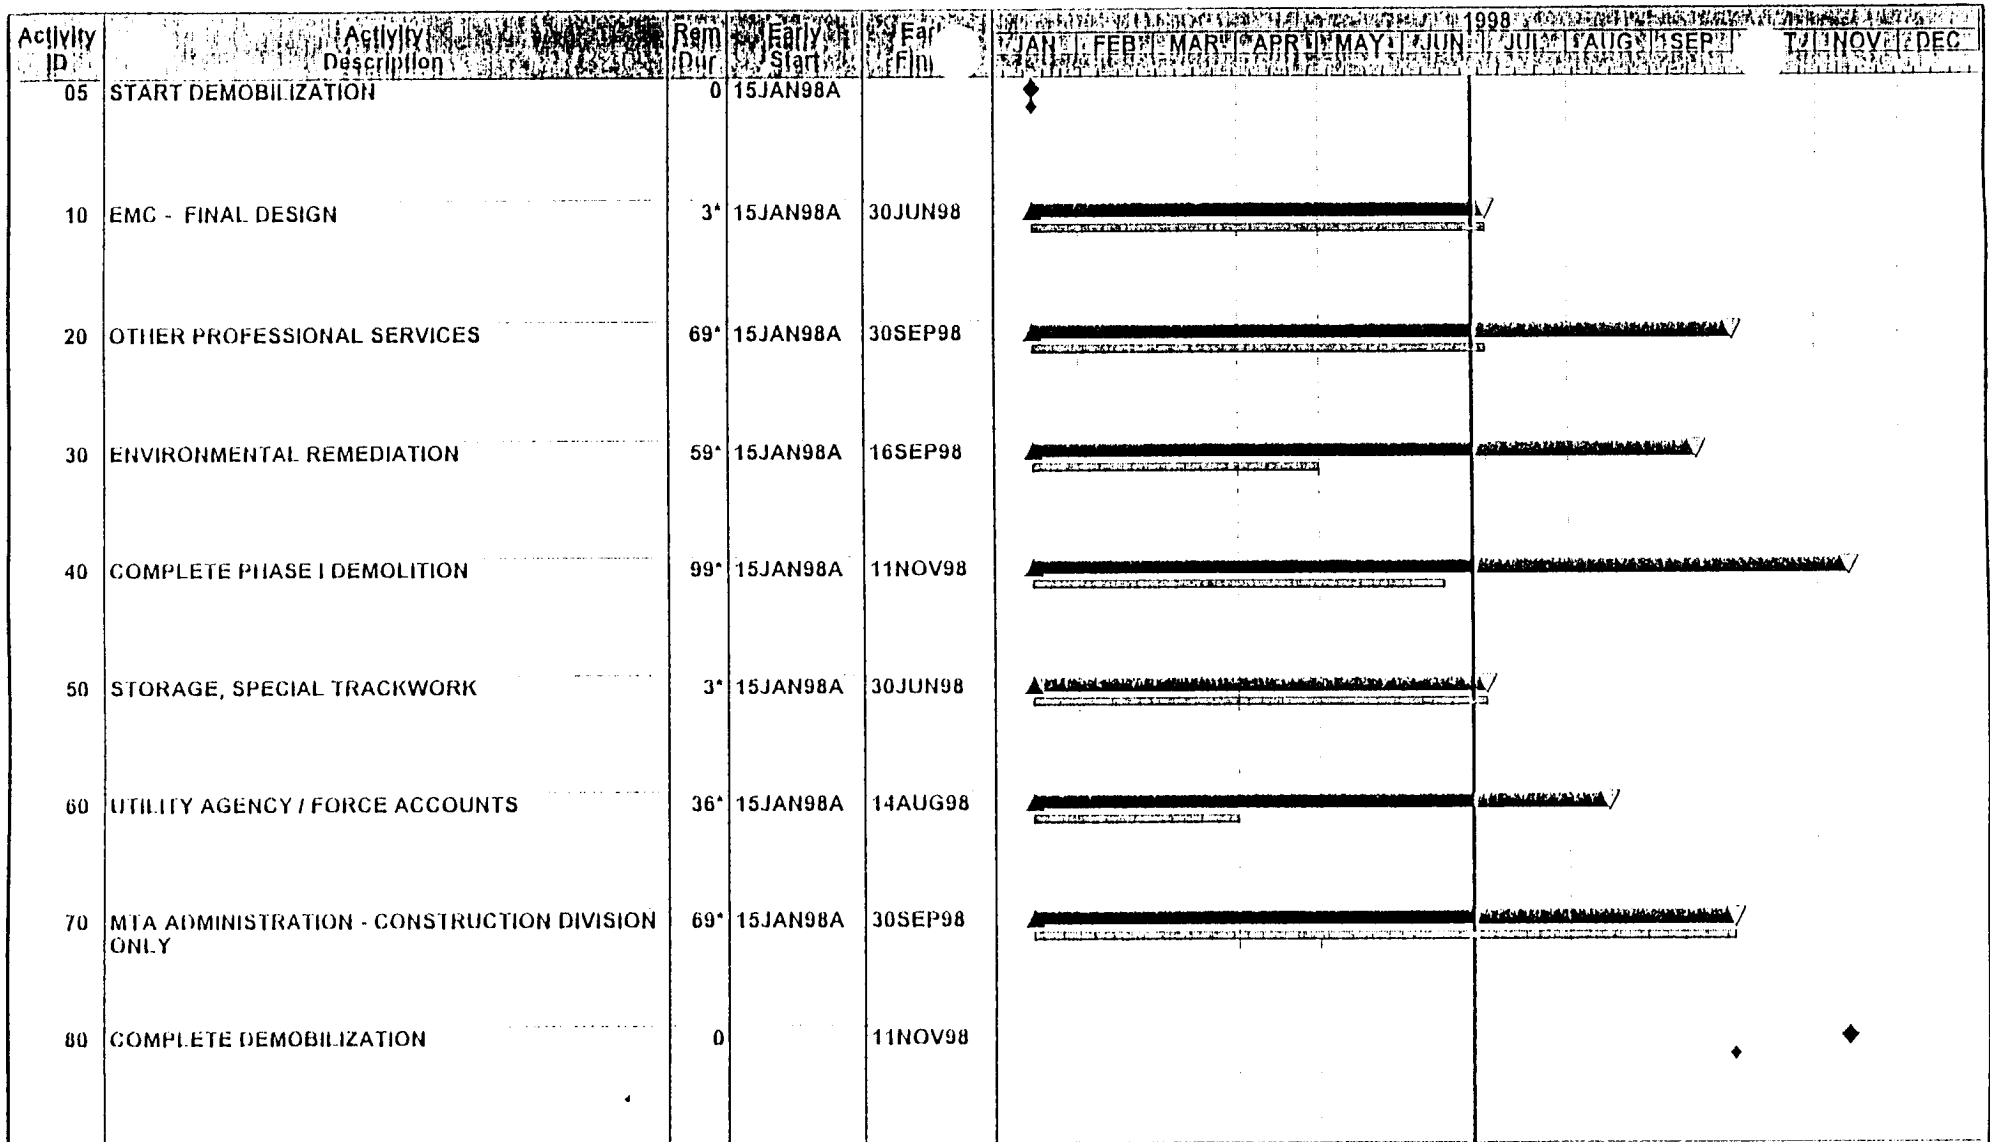 1998
Activity ID Activity Description Rem Dur Early Start JAN FEB MAR APR MAY JUN JUL AUG SEP NOV DEC
05 START DEMOBILIZATION 0 15JAN98A
10 EMC - FINAL DESIGN 3* 15JAN98A 30JUN98
20 OTHER PROFESSIONAL SERVICES 69* 15JAN98A 30SEP98
30 ENVIRONMENTAL REMEDIATION 59* 15JAN98A 16SEP98
40 COMPLETE PHASE I DEMOLITION 99* 15JAN98A 11NOV98
50 STORAGE, SPECIAL TRACKWORK 3* 15JAN98A 30JUN98
60 UTILITY AGENCY / FORCE ACCOUNTS 36* 15JAN98A 14AUG98
70 MTA ADMINISTRATION - CONSTRUCTION DIVISION 69* 15JAN98A 30SEP98
ONLY
80 COMPLETE DEMOBILIZATION 0 11NOV98